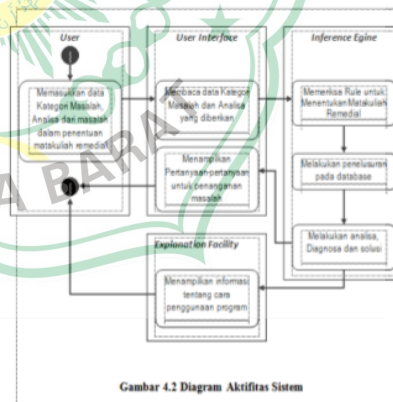 User
Memasukkan data
Kategori Masalah,
Analisa dan masalah
dalam penentuan
matakuliah remedial
User Interface
Membaca data Kategori
Masalah dan Analisa
yang diberikan
Menampilkan
Pertanyaan-pertanyaan
untuk penanganan
masalah
Inference Egine
Memeriksa Rule untuk
Menentukan Matakuliah
Remedial
Melakukan penelusuran
pada database
Melakukan analisa,
Diagnosa dan solusi
Explanation Facility
Menampilkan informasi
tentang cara
penggunaan program
A BARAT
Gambar 4.2 Diagram Aktifitas Sistem